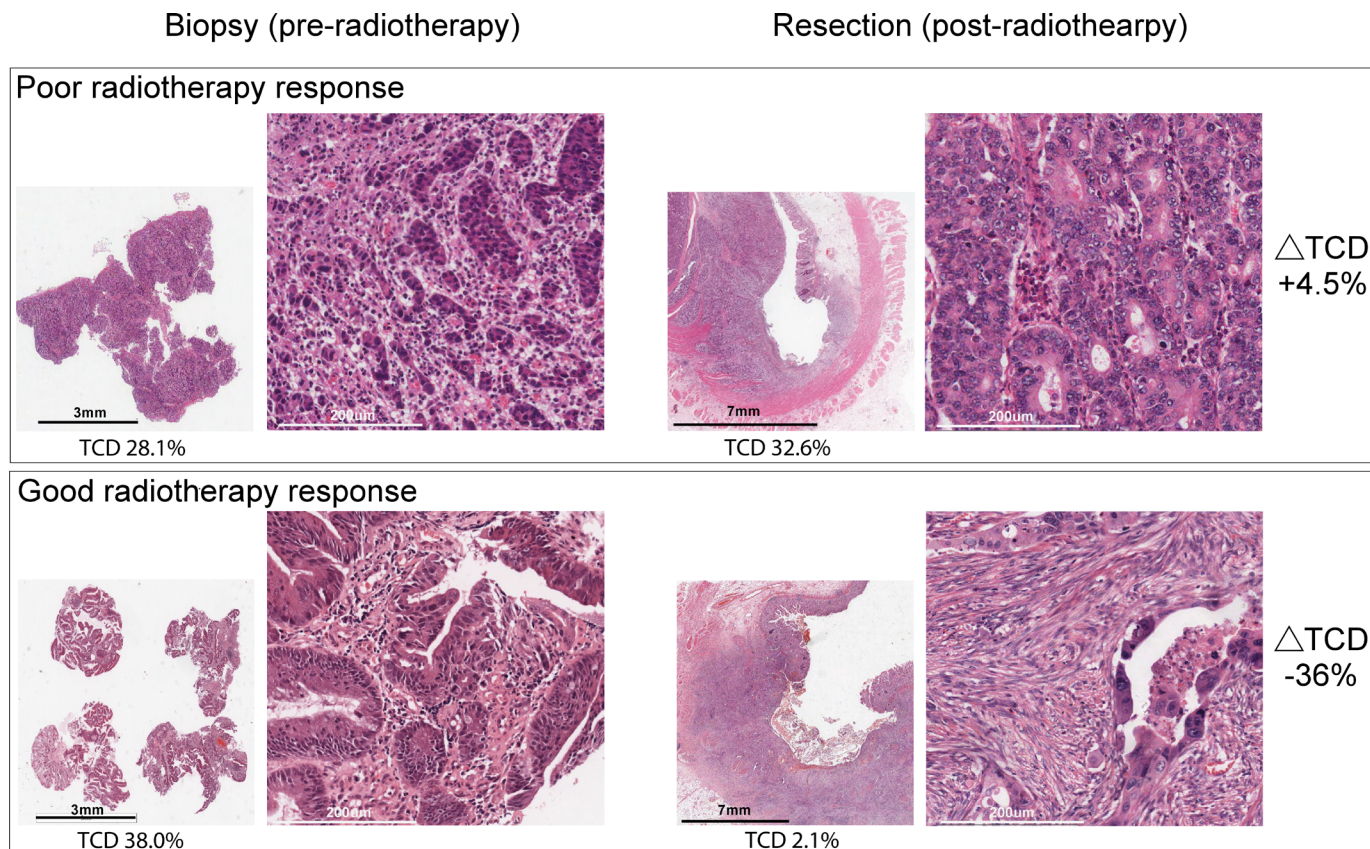 Biopsy (pre-radiotherapy)
Resection (post-radiothearpy)
Poor radiotherapy response
3mm
TCD 28.1%
200um
7mm
TCD 32.6%
200um
△TCD
+4.5%
Good radiotherapy response
3mm
TCD 38.0%
200um
7mm
TCD 2.1%
200um
△TCD
-36%